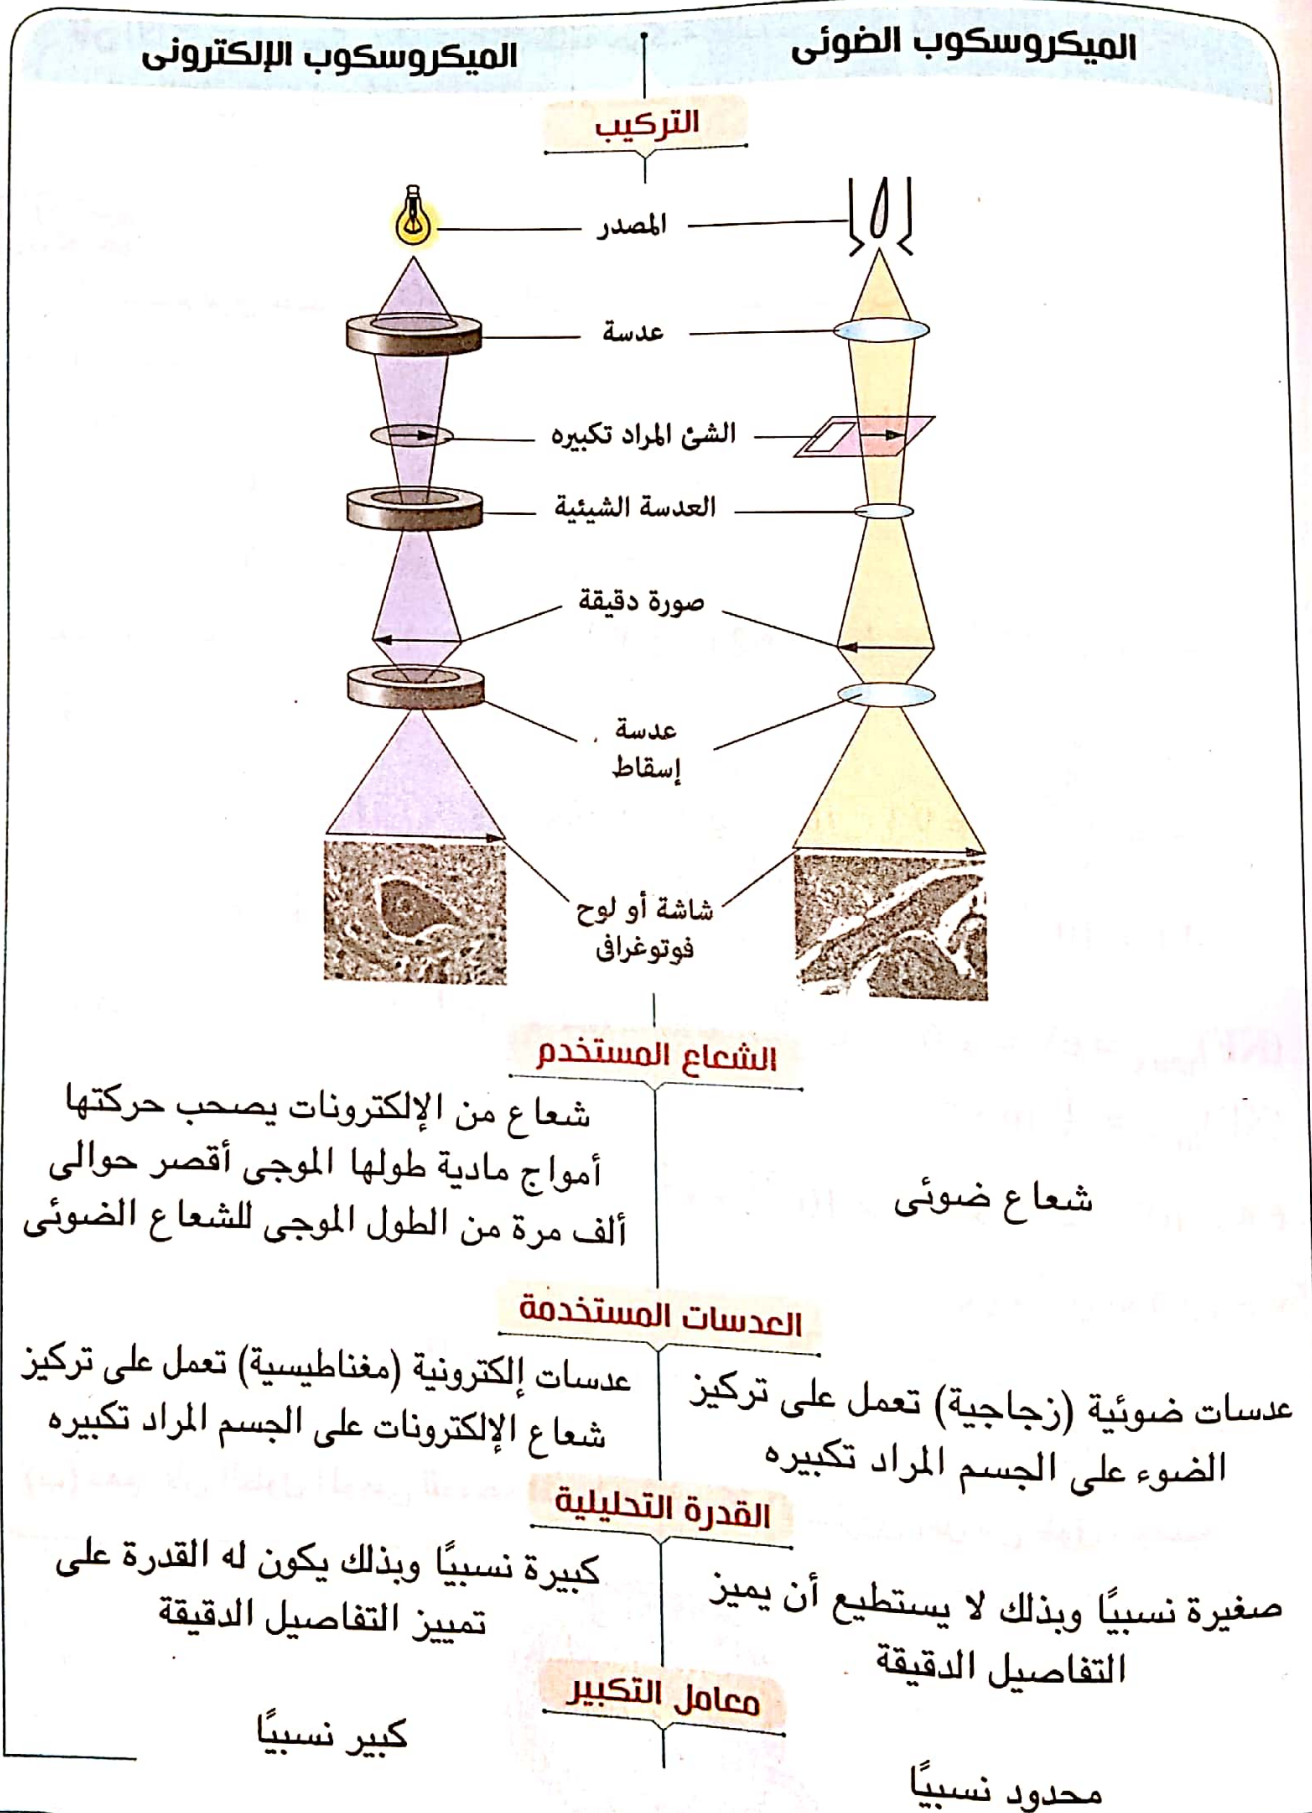 الميكروسكوب الضوئى
الميكروسكوب الإلكترونى
التركيب
المصدر
عدسة
الشئ المراد تكبيره
العدسة الشيئية
صورة دقيقة
عدسة
إسقاط
شاشة أو لوح
فوتوغرافى
الشعاع المستخدم
شعاع ضوئى
شعاع من الإلكترونات يصحب حركتها
أمواج مادية طولها الموجى أقصر حوالى
ألف مرة من الطول الموجى للشعاع الضوئى
العدسات المستخدمة
عدسات ضوئية (زجاجية) تعمل على تركيز
الضوء على الجسم المراد تكبيره
عدسات إلكترونية (مغناطيسية) تعمل على تركيز
شعاع الإلكترونات على الجسم المراد تكبيره
القدرة التحليلية
صغيرة نسبيًا وبذلك لا يستطيع أن يميز
التفاصيل الدقيقة
كبيرة نسبيًا وبذلك يكون له القدرة على
تمييز التفاصيل الدقيقة
معامل التكبير
محدود نسبيًا
كبير نسبيًا